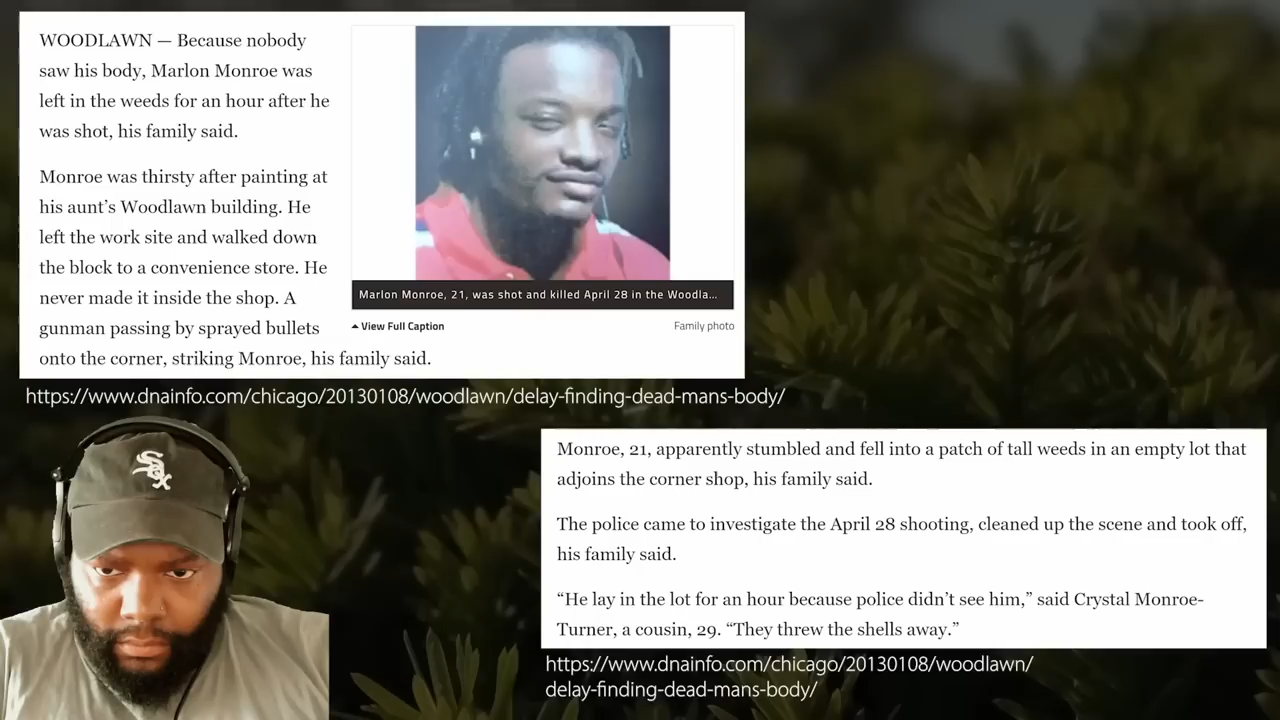 WOODLAWN — Because nobody
saw his body, Marlon Monroe was
left in the weeds for an hour after he
was shot, his family said.
Monroe was thirsty after painting at
his aunt's Woodlawn building. He
left the work site and walked down
the block to a convenience store. He
never made it inside the shop. A
gunman passing by sprayed bullets
onto the corner, striking Monroe, his family said.
Marlon Monroe, 21, was shot and killed April 28 in the Woodla...
View Full Caption
Family photo
https://www.dnainfo.com/chicago/20130108/woodlawn/delay-finding-dead-mans-body/
Sox
Monroe, 21, apparently stumbled and fell into a patch of tall weeds in an empty lot that
adjoins the corner shop, his family said.
The police came to investigate the April 28 shooting, cleaned up the scene and took off,
his family said.
“He lay in the lot for an hour because police didn’t see him,” said Crystal Monroe-
Turner, a cousin, 29. “They threw the shells away.”
https://www.dnainfo.com/chicago/20130108/woodlawn/
delay-finding-dead-mans-body/